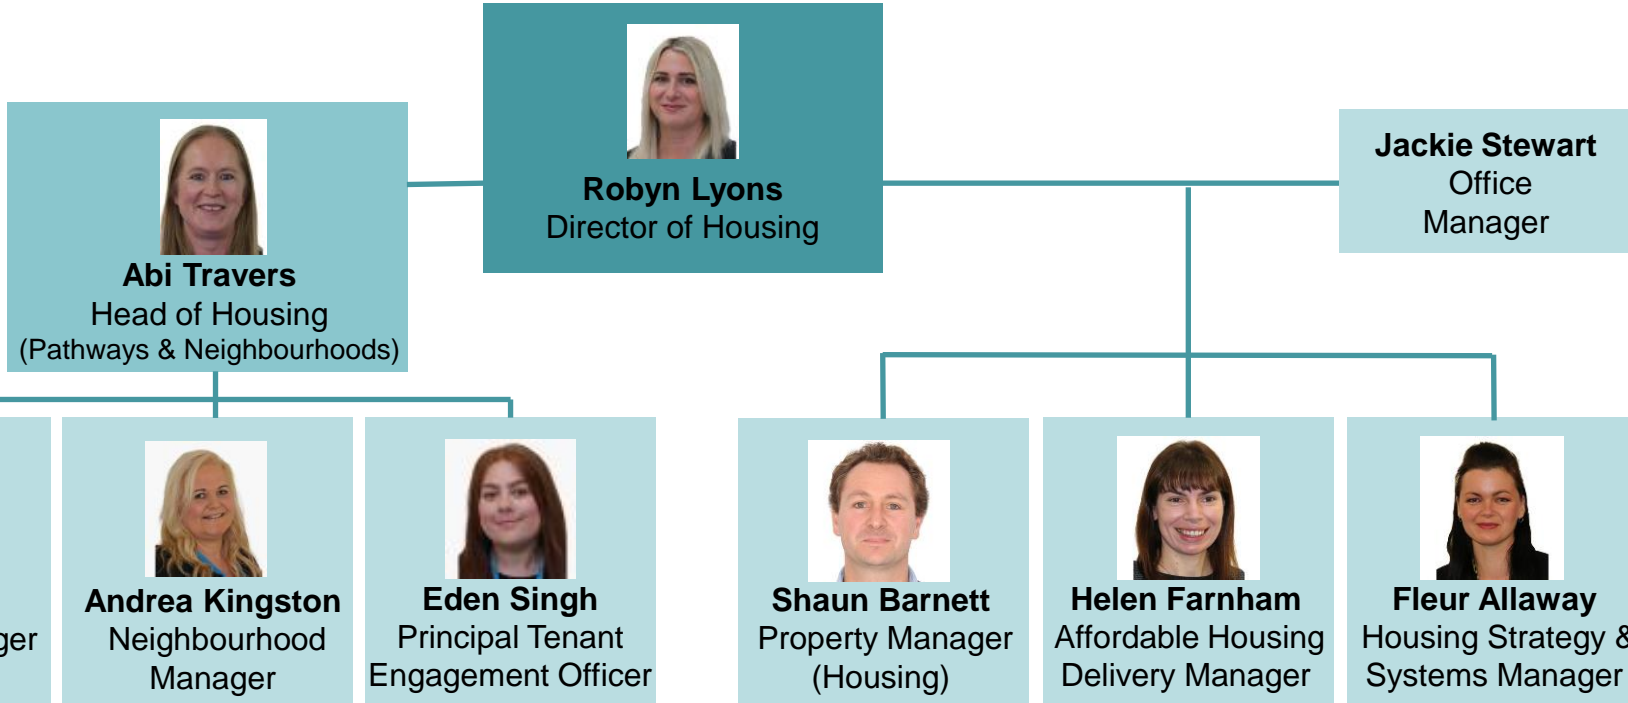 Robyn Lyons
Director of Housing
Abi Travers
Head of Housing
(Pathways & Neighbourhoods)
Jackie Stewart
Office
Manager
Andrea Kingston
Neighbourhood
Manager
Eden Singh
Principal Tenant
Engagement Officer
Shaun Barnett
Property Manager
(Housing)
Helen Farnham
Affordable Housing
Delivery Manager
Fleur Allaway
Housing Strategy &
Systems Manager